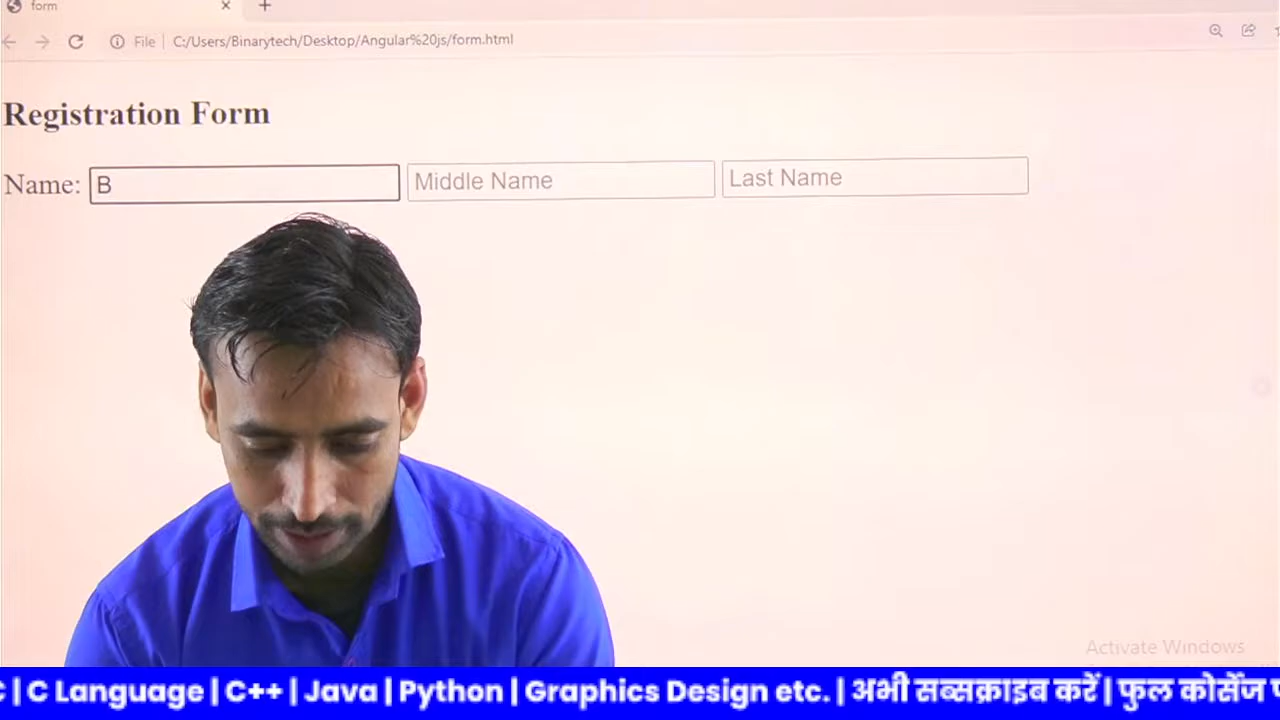 form
File | C:/Users/Binarytech/Desktop/Angular%20js/form.html
Registration Form
Name: B Middle Name Last Name
Activate Windows
| C Language | C++ | Java | Python | Graphics Design etc. | अभी सब्सक्राइब करें | फुल कोर्सेज